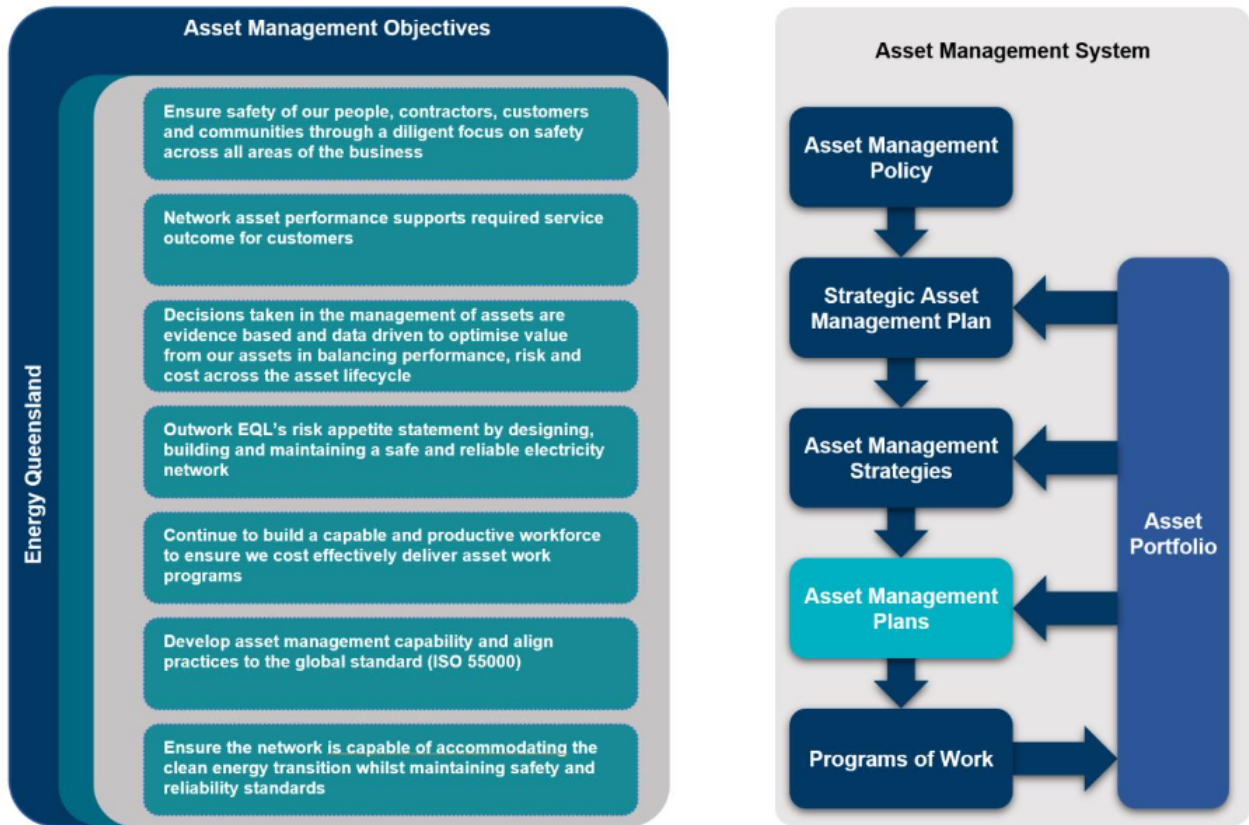 Asset Management Objectives
Energy Queensland
Ensure safety of our people, contractors, customers
and communities through a diligent focus on safety
across all areas of the business
Network asset performance supports required service
outcome for customers
Decisions taken in the management of assets are
evidence based and data driven to optimise value
from our assets in balancing performance, risk and
cost across the asset lifecycle
Outwork EQL's risk appetite statement by designing,
building and maintaining a safe and reliable electricity
network
Continue to build a capable and productive workforce
to ensure we cost effectively deliver asset work
programs
Develop asset management capability and align
practices to the global standard (ISO 55000)
Ensure the network is capable of accommodating the
clean energy transition whilst maintaining safety and
reliability standards
Asset Management System
Asset Management
Policy
Strategic Asset
Management Plan
Asset Management
Strategies
Asset Management
Plans
Programs of Work
Asset
Portfolio